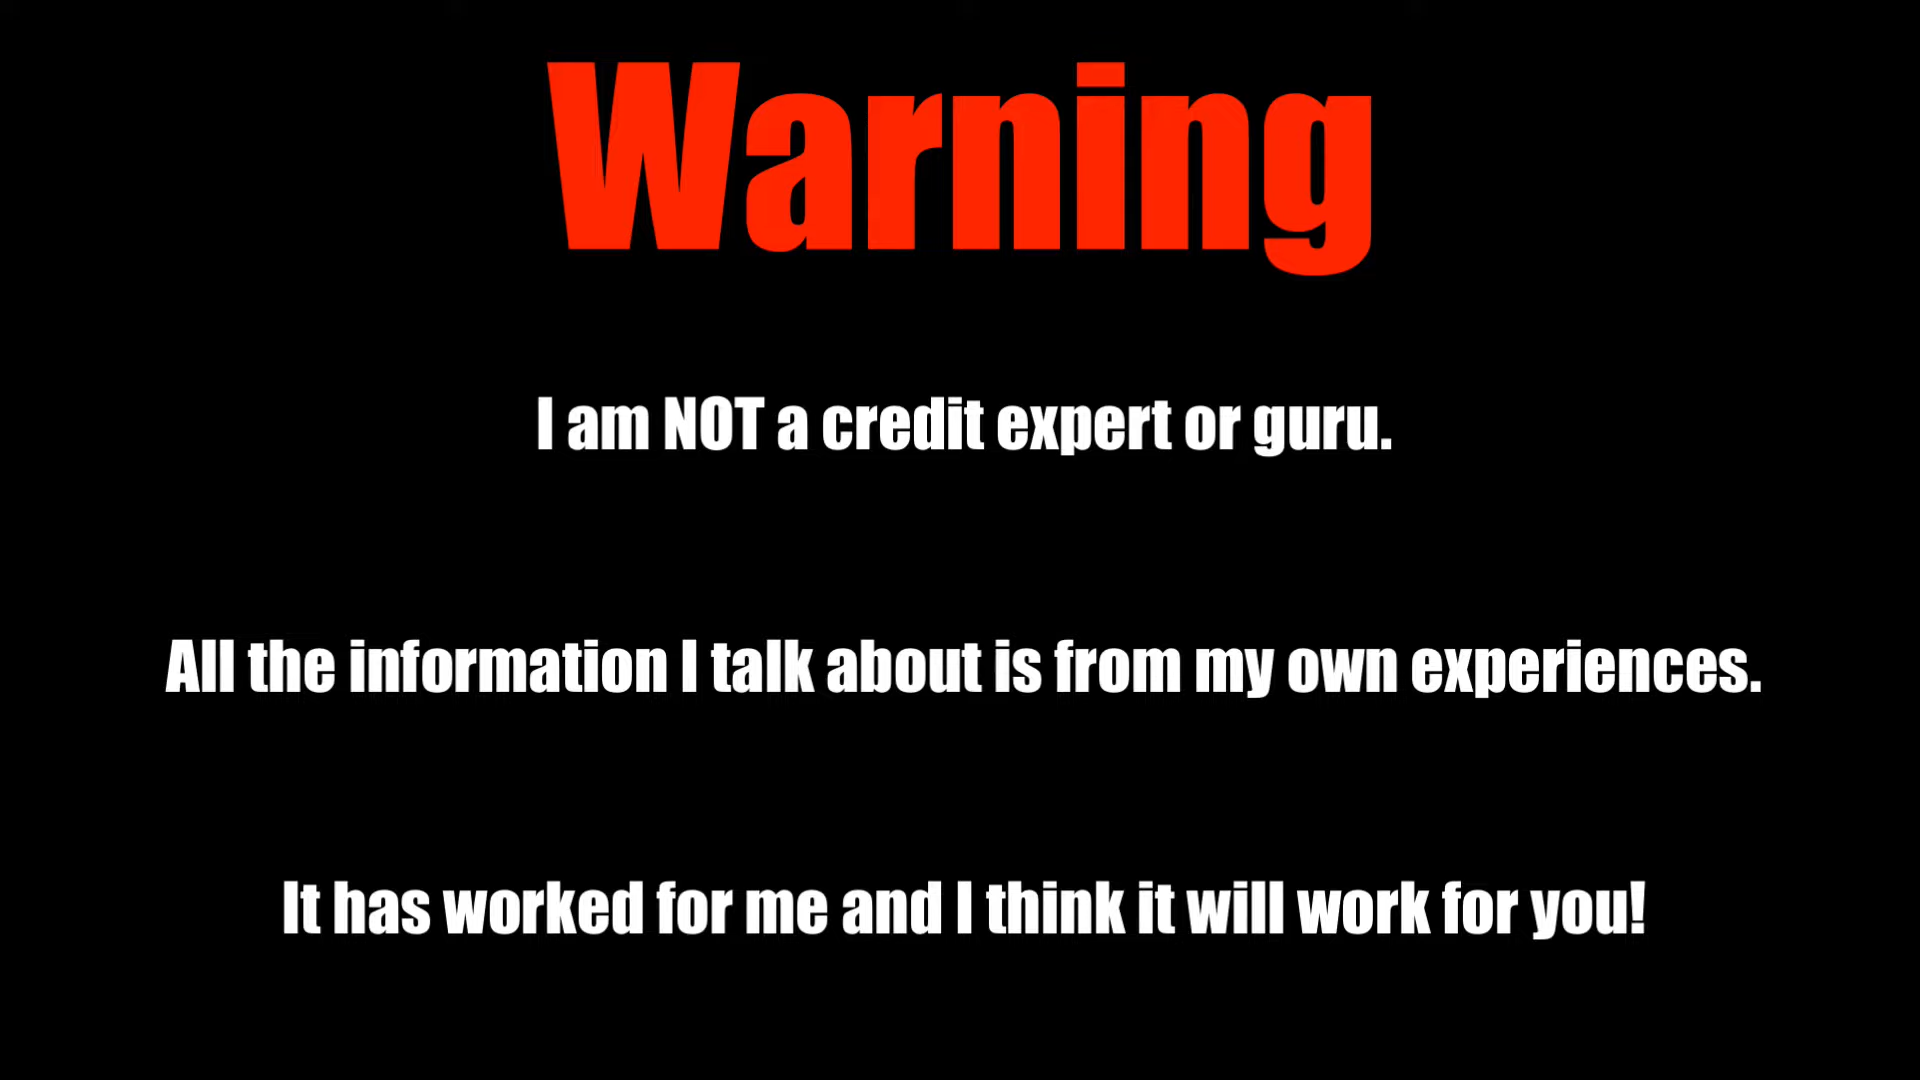 Warning
I am NOT a credit expert or guru.
All the information I talk about is from my own experiences.
It has worked for me and I think it will work for you!